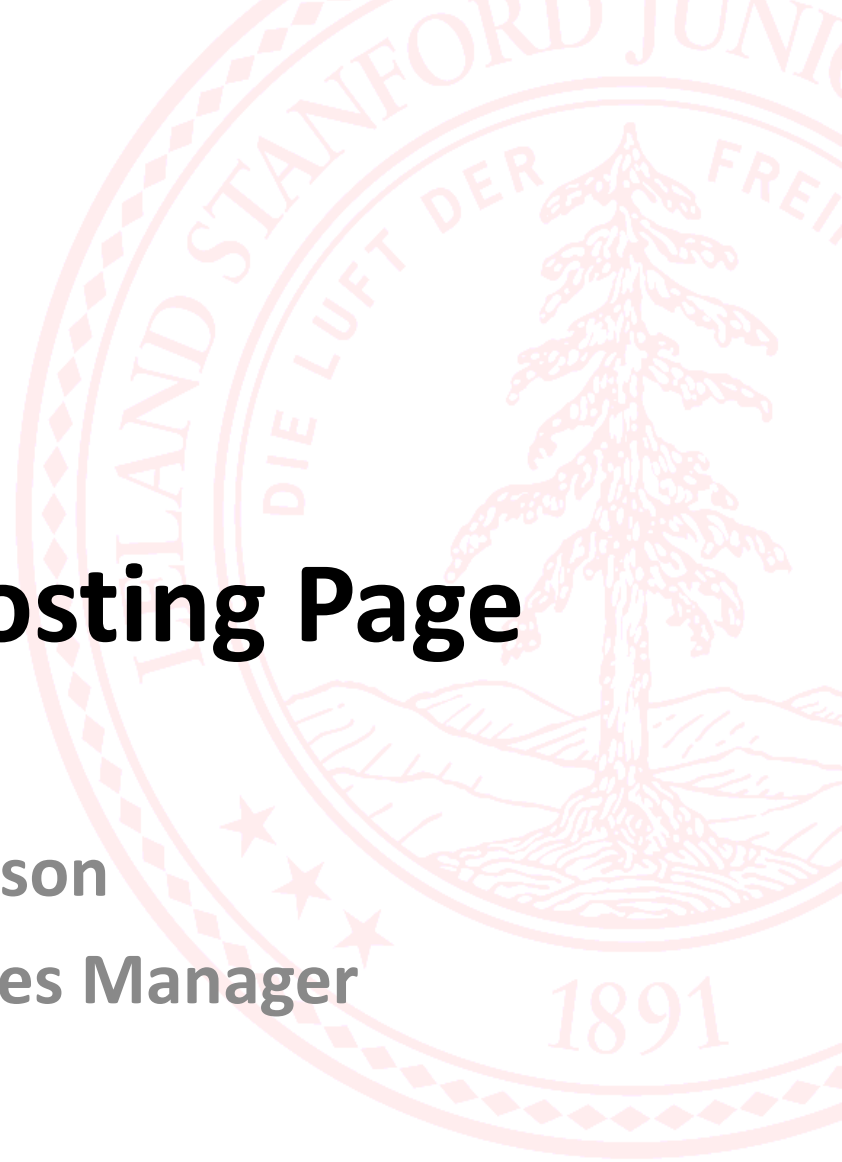 LELAND STANFORD JUNIO
DIE LUFT DER FREI
osting Page
son
es Manager
1891